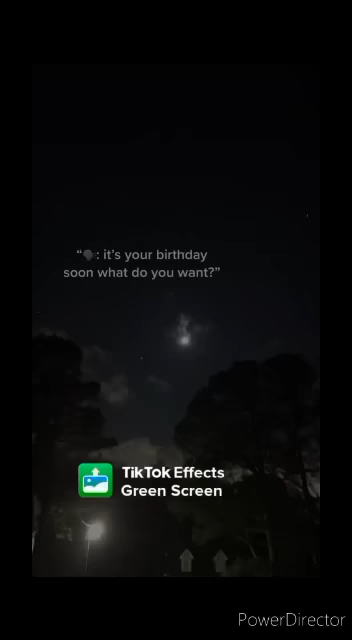 “🗣: it’s your birthday
soon what do you want?”
TikTok Effects
Green Screen
PowerDirector